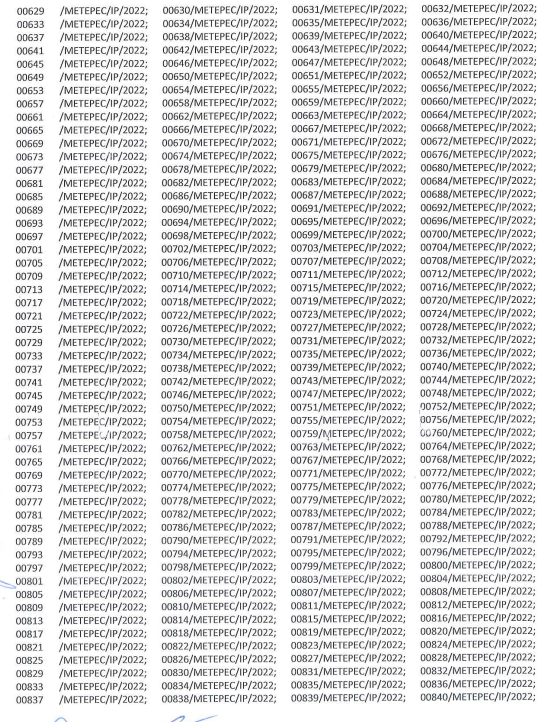 00629 /METEPEC/IP/2022; 00630/METEPEC/IP/2022; 00631/METEPEC/IP/2022; 00632/METEPEC/IP/2022;
00633 /METEPEC/IP/2022; 00634/METEPEC/IP/2022; 00635/METEPEC/IP/2022; 00636/METEPEC/IP/2022;
00637 /METEPEC/IP/2022; 00638/METEPEC/IP/2022; 00639/METEPEC/IP/2022; 00640/METEPEC/IP/2022;
00641 /METEPEC/IP/2022; 00642/METEPEC/IP/2022; 00643/METEPEC/IP/2022; 00644/METEPEC/IP/2022;
00645 /METEPEC/IP/2022; 00646/METEPEC/IP/2022; 00647/METEPEC/IP/2022; 00648/METEPEC/IP/2022;
00649 /METEPEC/IP/2022; 00650/METEPEC/IP/2022; 00651/METEPEC/IP/2022; 00652/METEPEC/IP/2022;
00653 /METEPEC/IP/2022; 00654/METEPEC/IP/2022; 00655/METEPEC/IP/2022; 00656/METEPEC/IP/2022;
00657 /METEPEC/IP/2022; 00658/METEPEC/IP/2022; 00659/METEPEC/IP/2022; 00660/METEPEC/IP/2022;
00661 /METEPEC/IP/2022; 00662/METEPEC/IP/2022; 00663/METEPEC/IP/2022; 00664/METEPEC/IP/2022;
00665 /METEPEC/IP/2022; 00666/METEPEC/IP/2022; 00667/METEPEC/IP/2022; 00668/METEPEC/IP/2022;
00669 /METEPEC/IP/2022; 00670/METEPEC/IP/2022; 00671/METEPEC/IP/2022; 00672/METEPEC/IP/2022;
00673 /METEPEC/IP/2022; 00674/METEPEC/IP/2022; 00675/METEPEC/IP/2022; 00676/METEPEC/IP/2022;
00677 /METEPEC/IP/2022; 00678/METEPEC/IP/2022; 00679/METEPEC/IP/2022; 00680/METEPEC/IP/2022;
00681 /METEPEC/IP/2022; 00682/METEPEC/IP/2022; 00683/METEPEC/IP/2022; 00684/METEPEC/IP/2022;
00685 /METEPEC/IP/2022; 00686/METEPEC/IP/2022; 00687/METEPEC/IP/2022; 00688/METEPEC/IP/2022;
00689 /METEPEC/IP/2022; 00690/METEPEC/IP/2022; 00691/METEPEC/IP/2022; 00692/METEPEC/IP/2022;
00693 /METEPEC/IP/2022; 00694/METEPEC/IP/2022; 00695/METEPEC/IP/2022; 00696/METEPEC/IP/2022;
00697 /METEPEC/IP/2022; 00698/METEPEC/IP/2022; 00699/METEPEC/IP/2022; 00700/METEPEC/IP/2022;
00701 /METEPEC/IP/2022; 00702/METEPEC/IP/2022; 00703/METEPEC/IP/2022; 00704/METEPEC/IP/2022;
00705 /METEPEC/IP/2022; 00706/METEPEC/IP/2022; 00707/METEPEC/IP/2022; 00708/METEPEC/IP/2022;
00709 /METEPEC/IP/2022; 00710/METEPEC/IP/2022; 00711/METEPEC/IP/2022; 00712/METEPEC/IP/2022;
00713 /METEPEC/IP/2022; 00714/METEPEC/IP/2022; 00715/METEPEC/IP/2022; 00716/METEPEC/IP/2022;
00717 /METEPEC/IP/2022; 00718/METEPEC/IP/2022; 00719/METEPEC/IP/2022; 00720/METEPEC/IP/2022;
00721 /METEPEC/IP/2022; 00722/METEPEC/IP/2022; 00723/METEPEC/IP/2022; 00724/METEPEC/IP/2022;
00725 /METEPEC/IP/2022; 00726/METEPEC/IP/2022; 00727/METEPEC/IP/2022; 00728/METEPEC/IP/2022;
00729 /METEPEC/IP/2022; 00730/METEPEC/IP/2022; 00731/METEPEC/IP/2022; 00732/METEPEC/IP/2022;
00733 /METEPEC/IP/2022; 00734/METEPEC/IP/2022; 00735/METEPEC/IP/2022; 00736/METEPEC/IP/2022;
00737 /METEPEC/IP/2022; 00738/METEPEC/IP/2022; 00739/METEPEC/IP/2022; 00740/METEPEC/IP/2022;
00741 /METEPEC/IP/2022; 00742/METEPEC/IP/2022; 00743/METEPEC/IP/2022; 00744/METEPEC/IP/2022;
00745 /METEPEC/IP/2022; 00746/METEPEC/IP/2022; 00747/METEPEC/IP/2022; 00748/METEPEC/IP/2022;
00749 /METEPEC/IP/2022; 00750/METEPEC/IP/2022; 00751/METEPEC/IP/2022; 00752/METEPEC/IP/2022;
00753 /METEPEC/IP/2022; 00754/METEPEC/IP/2022; 00755/METEPEC/IP/2022; 00756/METEPEC/IP/2022;
00757 /METEPEC/IP/2022; 00758/METEPEC/IP/2022; 00759/METEPEC/IP/2022; 00760/METEPEC/IP/2022;
00761 /METEPEC/IP/2022; 00762/METEPEC/IP/2022; 00763/METEPEC/IP/2022; 00764/METEPEC/IP/2022;
00765 /METEPEC/IP/2022; 00766/METEPEC/IP/2022; 00767/METEPEC/IP/2022; 00768/METEPEC/IP/2022;
00769 /METEPEC/IP/2022; 00770/METEPEC/IP/2022; 00771/METEPEC/IP/2022; 00772/METEPEC/IP/2022;
00773 /METEPEC/IP/2022; 00774/METEPEC/IP/2022; 00775/METEPEC/IP/2022; 00776/METEPEC/IP/2022;
00777 /METEPEC/IP/2022; 00778/METEPEC/IP/2022; 00779/METEPEC/IP/2022; 00780/METEPEC/IP/2022;
00781 /METEPEC/IP/2022; 00782/METEPEC/IP/2022; 00783/METEPEC/IP/2022; 00784/METEPEC/IP/2022;
00785 /METEPEC/IP/2022; 00786/METEPEC/IP/2022; 00787/METEPEC/IP/2022; 00788/METEPEC/IP/2022;
00789 /METEPEC/IP/2022; 00790/METEPEC/IP/2022; 00791/METEPEC/IP/2022; 00792/METEPEC/IP/2022;
00793 /METEPEC/IP/2022; 00794/METEPEC/IP/2022; 00795/METEPEC/IP/2022; 00796/METEPEC/IP/2022;
00797 /METEPEC/IP/2022; 00798/METEPEC/IP/2022; 00799/METEPEC/IP/2022; 00800/METEPEC/IP/2022;
00801 /METEPEC/IP/2022; 00802/METEPEC/IP/2022; 00803/METEPEC/IP/2022; 00804/METEPEC/IP/2022;
00805 /METEPEC/IP/2022; 00806/METEPEC/IP/2022; 00807/METEPEC/IP/2022; 00808/METEPEC/IP/2022;
00809 /METEPEC/IP/2022; 00810/METEPEC/IP/2022; 00811/METEPEC/IP/2022; 00812/METEPEC/IP/2022;
00813 /METEPEC/IP/2022; 00814/METEPEC/IP/2022; 00815/METEPEC/IP/2022; 00816/METEPEC/IP/2022;
00817 /METEPEC/IP/2022; 00818/METEPEC/IP/2022; 00819/METEPEC/IP/2022; 00820/METEPEC/IP/2022;
00821 /METEPEC/IP/2022; 00822/METEPEC/IP/2022; 00823/METEPEC/IP/2022; 00824/METEPEC/IP/2022;
00825 /METEPEC/IP/2022; 00826/METEPEC/IP/2022; 00827/METEPEC/IP/2022; 00828/METEPEC/IP/2022;
00829 /METEPEC/IP/2022; 00830/METEPEC/IP/2022; 00831/METEPEC/IP/2022; 00832/METEPEC/IP/2022;
00833 /METEPEC/IP/2022; 00834/METEPEC/IP/2022; 00835/METEPEC/IP/2022; 00836/METEPEC/IP/2022;
00837 /METEPEC/IP/2022; 00838/METEPEC/IP/2022; 00839/METEPEC/IP/2022; 00840/METEPEC/IP/2022;